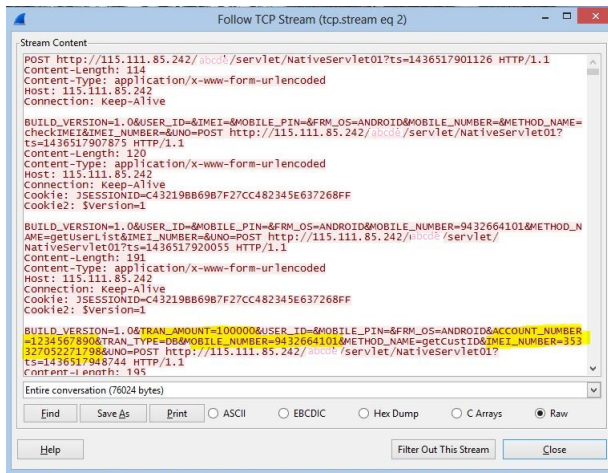 Follow TCP Stream (tcp.stream eq 2)
Stream Content
POST http://115.111.85.242/abcde/servlet/NativeServlet01?ts=1436517901126 HTTP/1.1
Content-Length: 114
Content-Type: application/x-www-form-urlencoded
Host: 115.111.85.242
Connection: Keep-Alive
BUILD_VERSION=1.0&USER_ID=&IMEI=&MOBILE_PIN=&FRM_OS=ANDROID&MOBILE_NUMBER=&METHOD_NAME=
checkIMEI&IMEI_NUMBER=&UNO=POST http://115.111.85.242/abcde/servlet/NativeServlet01?
ts=1436517907875 HTTP/1.1
Content-Length: 120
Content-Type: application/x-www-form-urlencoded
Host: 115.111.85.242
Connection: Keep-Alive
Cookie: JSESSIONID=C43219BB69B7F27CC482345E637268FF
Cookie2: $Version=1
BUILD_VERSION=1.0&USER_ID=&MOBILE_PIN=&FRM_OS=ANDROID&MOBILE_NUMBER=9432664101&METHOD_N
AME=getUserList&IMEI_NUMBER=&UNO=POST http://115.111.85.242/abcde/servlet/
NativeServlet01?ts=1436517920055 HTTP/1.1
Content-Length: 191
Content-Type: application/x-www-form-urlencoded
Host: 115.111.85.242
Connection: Keep-Alive
Cookie: JSESSIONID=C43219BB69B7F27CC482345E637268FF
Cookie2: $Version=1
BUILD_VERSION=1.0&TRAN_AMOUNT=100000&USER_ID=&MOBILE_PIN=&FRM_OS=ANDROID&ACCOUNT_NUMBER
=1234567890&TRAN_TYPE=DB&MOBILE_NUMBER=9432664101&METHOD_NAME=getCustID&IMEI_NUMBER=353
327052271798&UNO=POST http://115.111.85.242/abcde/servlet/NativeServlet01?
ts=1436517948744 HTTP/1.1
Content-Length: 195
Entire conversation (76024 bytes)
Find Save As Print ASCII EBCDIC Hex Dump C Arrays Raw
Help Filter Out This Stream Close